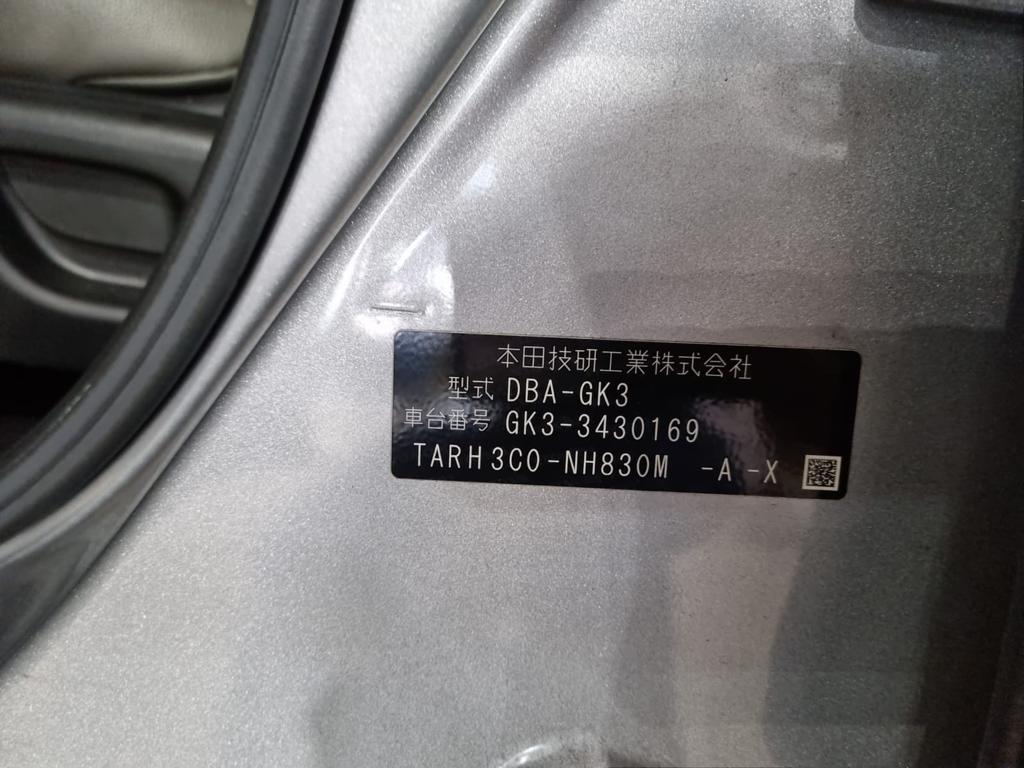 本田技研工業株式会社
型式 DBA-GK3
車台番号 GK3-3430169
TARH3C0-NH830M -A -X